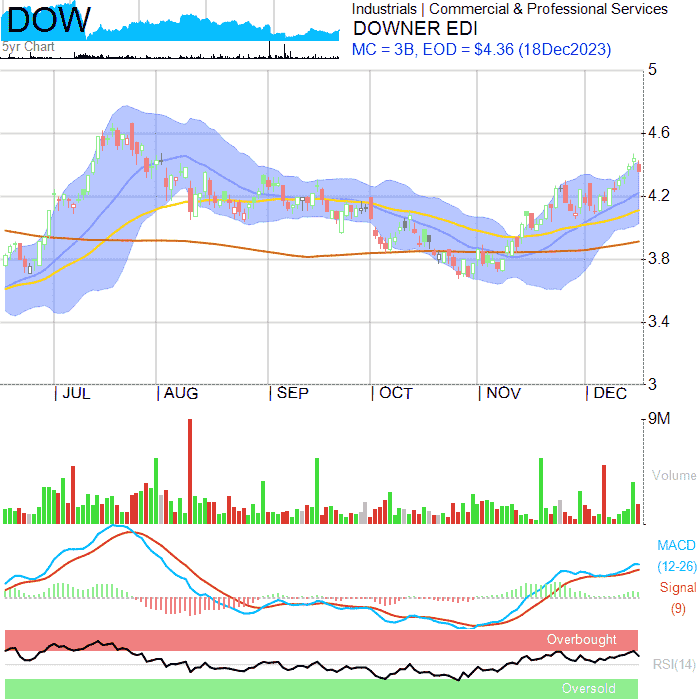 DOW
5yr Chart
Industrials | Commercial & Professional Services
DOWNER EDI
MC = 3B, EOD = $4.36 (18Dec2023)
5
4.6
4.2
3.8
3.4
3
| JUL | AUG | SEP | OCT | NOV | DEC
9M
Volume
MACD
(12-26)
Signal
(9)
Overbought
RSI(14)
Oversold